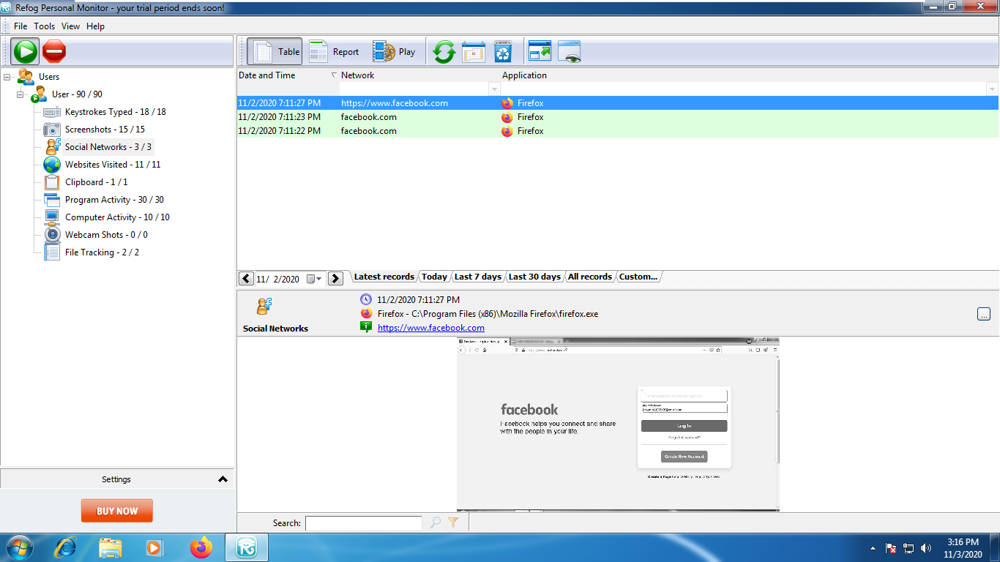 Refog Personal Monitor - your trial period ends soon!
File Tools View Help
Table Report Play
Users
User - 90 / 90
Keystrokes Typed - 18 / 18
Screenshots - 15 / 15
Social Networks - 3 / 3
Websites Visited - 11 / 11
Clipboard - 1 / 1
Program Activity - 30 / 30
Computer Activity - 10 / 10
Webcam Shots - 0 / 0
File Tracking - 2 / 2
Settings
BUY NOW
Date and Time Network Application
11/2/2020 7:11:27 PM https://www.facebook.com Firefox
11/2/2020 7:11:23 PM facebook.com Firefox
11/2/2020 7:11:22 PM facebook.com Firefox
11/ 2/2020 Latest records Today Last 7 days Last 30 days All records Custom...
Social Networks
11/2/2020 7:11:27 PM
Firefox - C:\Program Files (x86)\Mozilla Firefox\firefox.exe
https://www.facebook.com
...
facebook
Facebook helps you connect and share
with the people in your life.
Log In
Create New Account
Search:
3:16 PM
11/3/2020